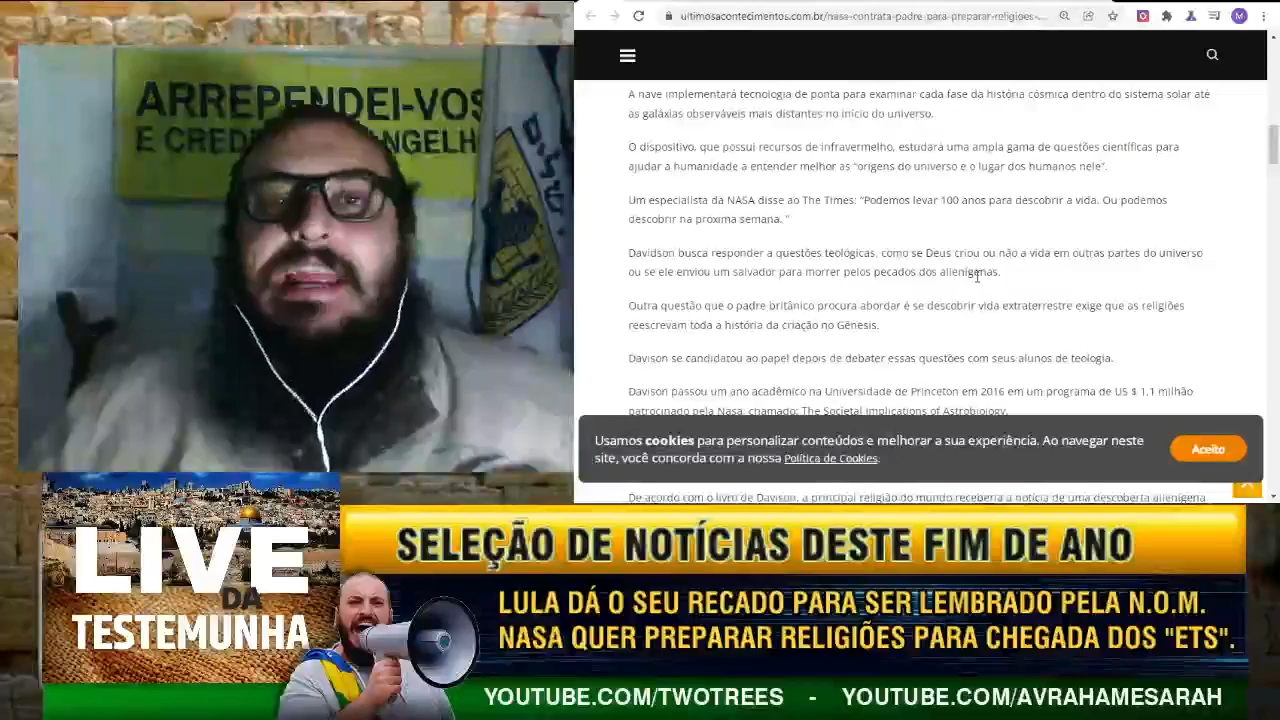 ultimosacontecimentos.com.br/nasa-contrata-padre-para-preparar-religioes-...
ARREPENDEI-VOS
E CREDE ANGELH
שלום
A nave implementará tecnologia de ponta para examinar cada fase da história cósmica dentro do sistema solar até
as galáxias observáveis mais distantes no início do universo.
O dispositivo, que possui recursos de infravermelho, estudará uma ampla gama de questões científicas para
ajudar a humanidade a entender melhor as "origens do universo e o lugar dos humanos nele".
Um especialista da NASA disse ao The Times: "Podemos levar 100 anos para descobrir a vida. Ou podemos
descobrir na próxima semana. "
Davidson busca responder a questões teológicas, como se Deus criou ou não a vida em outras partes do universo
ou se ele enviou um salvador para morrer pelos pecados dos alienígenas.
Outra questão que o padre britânico procura abordar é se descobrir vida extraterrestre exige que as religiões
reescrevam toda a história da criação no Gênesis.
Davison se candidatou ao papel depois de debater essas questões com seus alunos de teologia.
Davison passou um ano acadêmico na Universidade de Princeton em 2016 em um programa de US $ 1,1 milhão
patrocinado pela Nasa, chamado: The Societal Implications of Astrobiology.
Usamos cookies para personalizar conteúdos e melhorar a sua experiência. Ao navegar neste
site, você concorda com a nossa Política de Cookies.
Aceito
De acordo com o livro de Davison, a principal religião do mundo receberia a notícia de uma descoberta alienígena
LIVE
DA
TESTEMUNHA
SELEÇÃO DE NOTÍCIAS DESTE FIM DE ANO
LULA DÁ O SEU RECADO PARA SER LEMBRADO PELA N.O.M.
NASA QUER PREPARAR RELIGIÕES PARA CHEGADA DOS "ETS".
YOUTUBE.COM/TWOTREES - YOUTUBE.COM/AVRAHAMESARAH